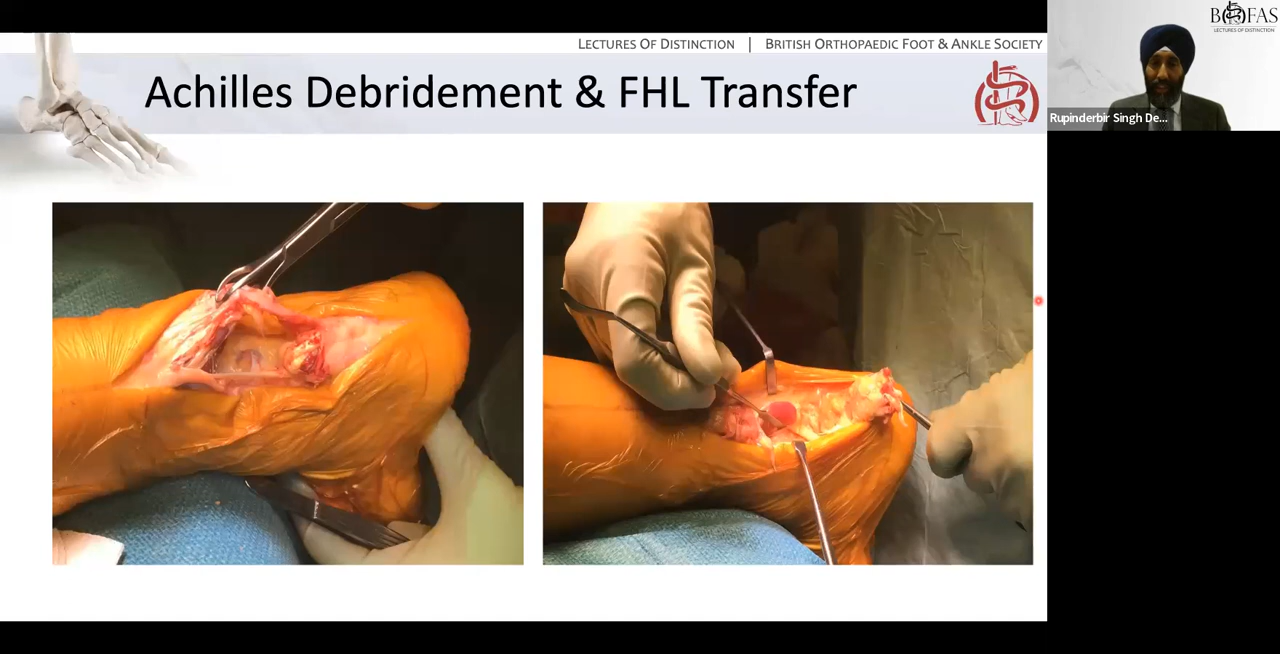 LECTURES OF DISTINCTION | BRITISH ORTHOPAEDIC FOOT & ANKLE SOCIETY
Achilles Debridement & FHL Transfer
BOFAS
LECTURES OF DISTINCTION
Rupinderbir Singh De...